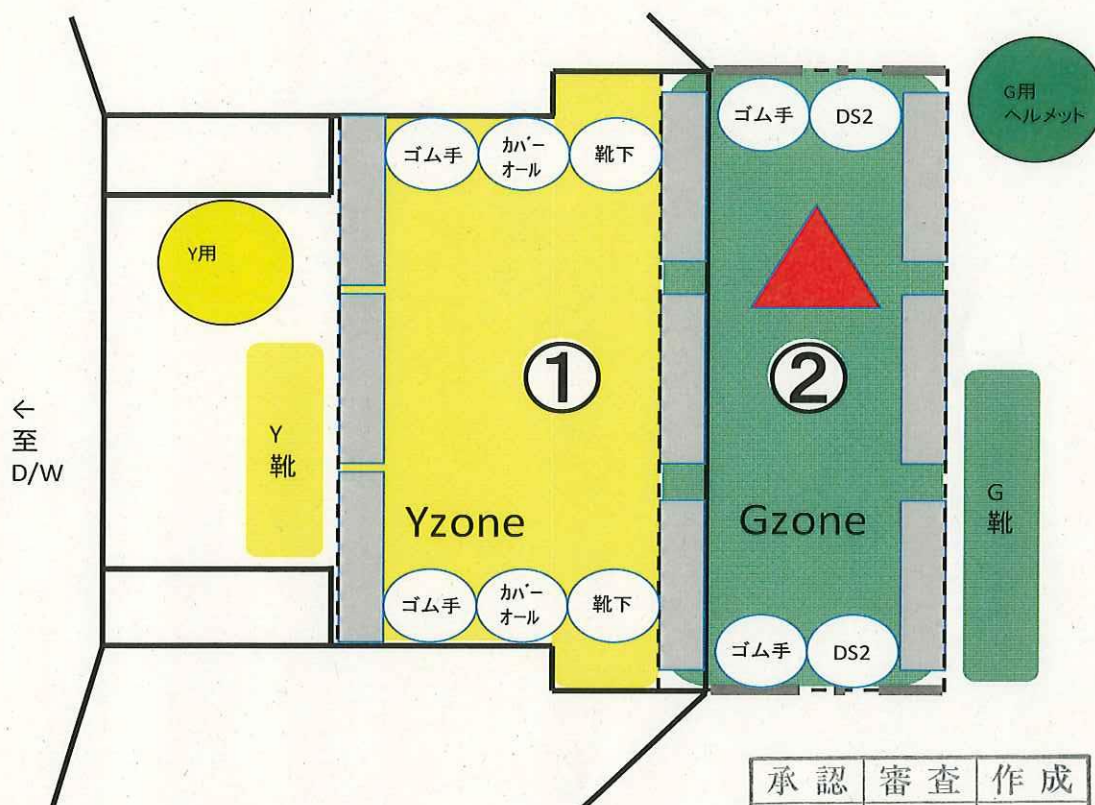 ゴム手
DS2
G用
ヘルメット
ゴム手
カバー
オール
靴下
Y用
①
②
←
至
D/W
Y
靴
Yzone
Gzone
G
靴
ゴム手
カバー
オール
靴下
ゴム手
DS2
承認 審査 作成